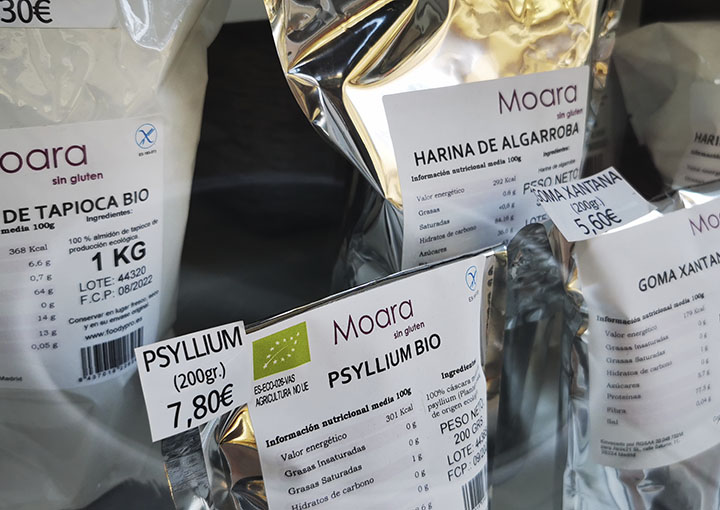 30€
Moara
sin gluten
DE TAPIOCA BIO
media 100g
Ingredientes:
100 % almidón de tapioca de
producción ecológica
368 Kcal
6,6 g
0,7 g
64 g
0 g
14 g
13 g
0,05 g
1 KG
LOTE: 44320
F.C.P: 08/2022
Conservar en lugar fresco, seco
y en su envase original
www.foodypro.es
Madrid
Moara
sin gluten
HARINA DE ALGARROBA
Información nutricional media 100g
Ingredientes:
Harina de algarroba
Valor energético
Grasas
Saturadas
Hidratos de carbono
Azúcares
292 Kcal
0,6 g
PESO NETO
LOTE:
GOMA XANTANA
(200gr.)
5,60€
Moara
GOMA XANTANA
Información nutricional media 100g
Valor energético
Grasas
Grasas Saturadas
Hidratos de carbono
Azúcares
Proteínas
Fibra
Sal
PSYLLIUM
(200gr.)
7,80€
ES-ECO-026-VAS
AGRICULTURA NO UE
Moara
sin gluten
PSYLLIUM BIO
Información nutricional media 100g
Valor energético
301 Kcal
Grasas Insaturadas
0 g
Grasas Saturadas
1 g
Hidratos de carbono
0 g
Ingredientes:
100% cáscara
psyllium
de origen
PESO NETO
200 GRS
LOTE:
FCP: